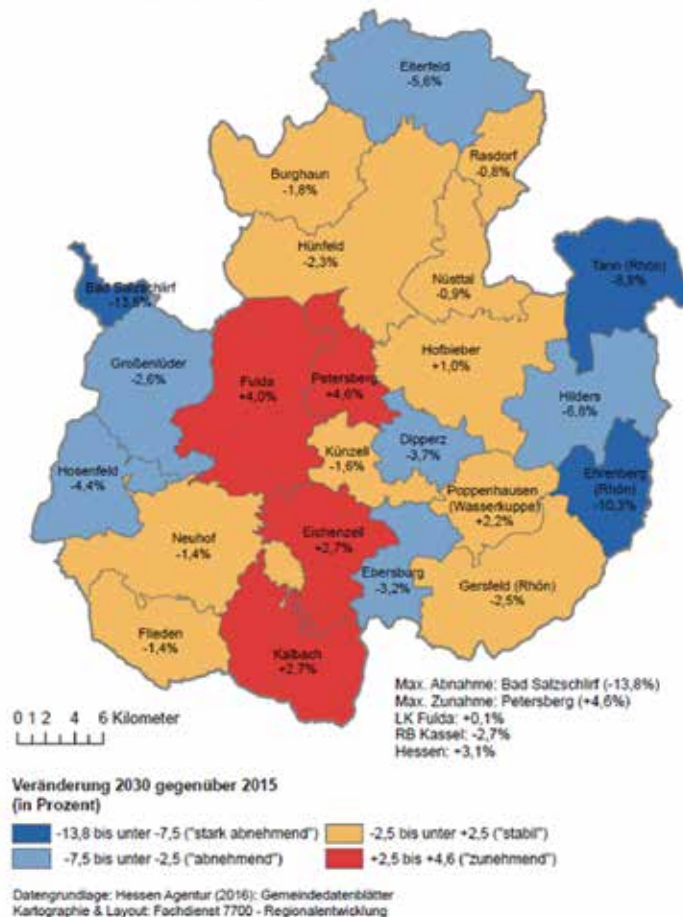 Eiterfeld
-5,6%
Rasdorf
-0,8%
Burghaun
-1,8%
Hünfeld
-2,3%
Nüsttal
-0,9%
Tann (Rhön)
-8,8%
Bad Salzschlirf
-13,8%
Großenlüder
-2,6%
Hofbieber
+1,0%
Fulda
+4,0%
Petersberg
+4,6%
Hilders
-6,8%
Künzell
-1,6%
Dipperz
-3,7%
Hosenfeld
-4,4%
Ehrenberg
(Rhön)
-10,3%
Poppenhausen
(Wasserkuppe)
+2,2%
Neuhof
-1,4%
Eichenzell
+2,7%
Ebersburg
-3,2%
Gersfeld (Rhön)
-2,5%
Flieden
-1,4%
Kalbach
+2,7%
Max. Abnahme: Bad Salzschlirf (-13,8%)
Max. Zunahme: Petersberg (+4,6%)
LK Fulda: +0,1%
RB Kassel: -2,7%
Hessen: +3,1%
0 1 2 4 6 Kilometer
Veränderung 2030 gegenüber 2015
(in Prozent)
-13,8 bis unter -7,5 ("stark abnehmend")
-2,5 bis unter +2,5 ("stabil")
-7,5 bis unter -2,5 ("abnehmend")
+2,5 bis +4,6 ("zunehmend")
Datengrundlage: Hessen Agentur (2016): Gemeindedatenblätter
Kartographie & Layout: Fachdienst 7700 - Regionalentwicklung